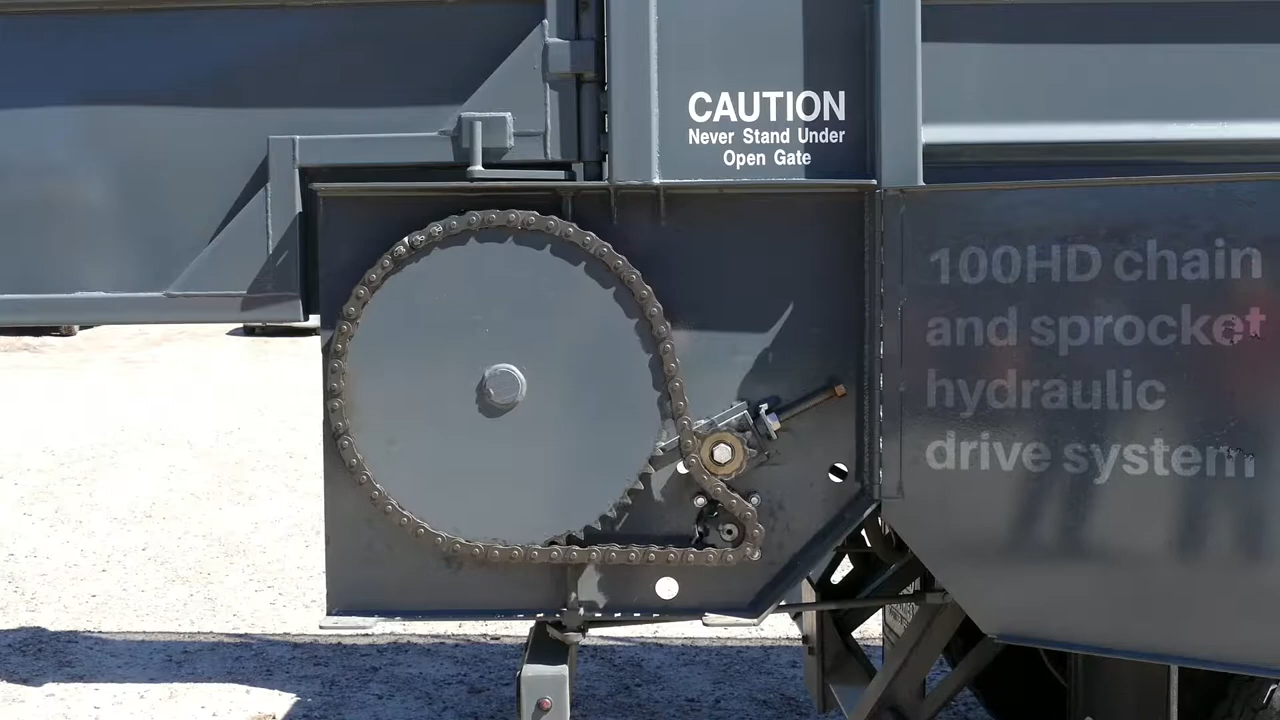 CAUTION
Never Stand Under
Open Gate
100HD chain
and sprocket
hydraulic
drive system